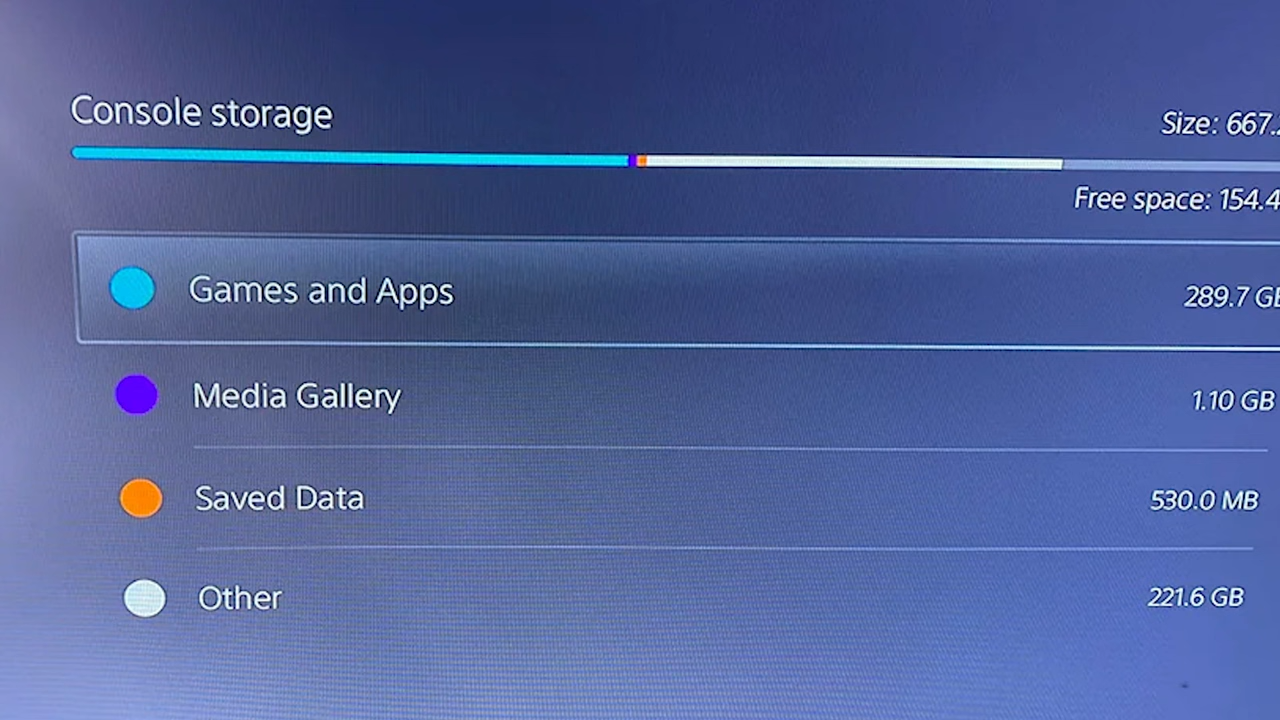 Console storage
Size: 667.
Free space: 154.4
Games and Apps
289.7 GB
Media Gallery
1.10 GB
Saved Data
530.0 MB
Other
221.6 GB